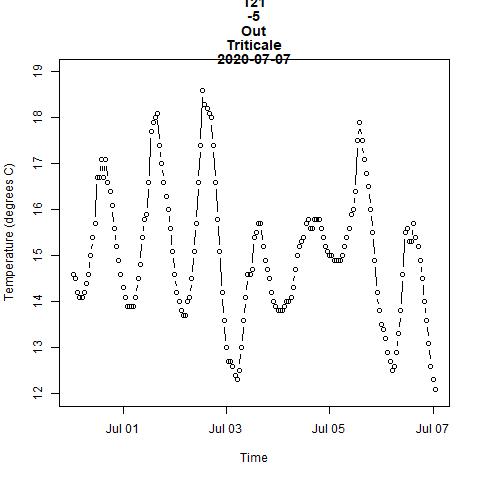 121
-5
Out
Triticale
2020-07-07
Temperature (degrees C)
19
18
17
16
15
14
13
12
Jul 01
Jul 03
Jul 05
Jul 07
Time